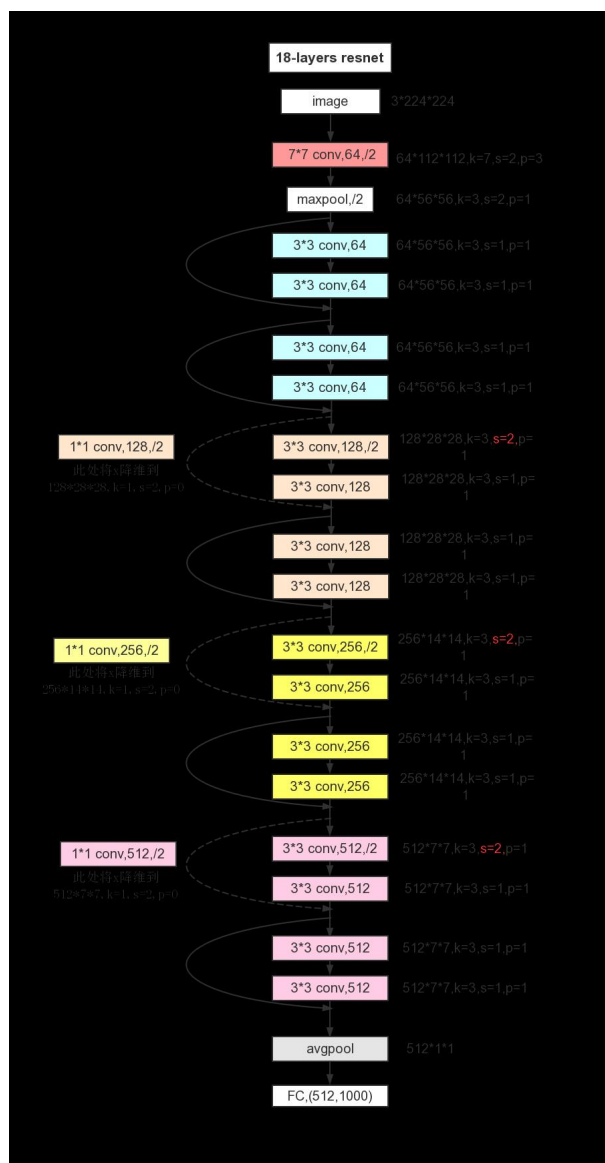 18-layers resnet
image
3*224*224
7*7 conv,64,/2
64*112*112,k=7,s=2,p=3
maxpool,/2
64*56*56,k=3,s=2,p=1
3*3 conv,64
64*56*56,k=3,s=1,p=1
3*3 conv,64
64*56*56,k=3,s=1,p=1
3*3 conv,64
64*56*56,k=3,s=1,p=1
3*3 conv,64
64*56*56,k=3,s=1,p=1
1*1 conv,128,/2
此处将x降维到
128*28*28,k=1,s=2,p=0
3*3 conv,128,/2
128*28*28,k=3,s=2,p=
1
3*3 conv,128
128*28*28,k=3,s=1,p=
1
3*3 conv,128
128*28*28,k=3,s=1,p=
1
3*3 conv,128
128*28*28,k=3,s=1,p=
1
1*1 conv,256,/2
此处将x降维到
256*14*14,k=1,s=2,p=0
3*3 conv,256,/2
256*14*14,k=3,s=2,p=
1
3*3 conv,256
256*14*14,k=3,s=1,p=
1
3*3 conv,256
256*14*14,k=3,s=1,p=
1
3*3 conv,256
256*14*14,k=3,s=1,p=
1
1*1 conv,512,/2
此处将x降维到
512*7*7,k=1,s=2,p=0
3*3 conv,512,/2
512*7*7,k=3,s=2,p=1
3*3 conv,512
512*7*7,k=3,s=1,p=1
3*3 conv,512
512*7*7,k=3,s=1,p=1
3*3 conv,512
512*7*7,k=3,s=1,p=1
avgpool
512*1*1
FC,(512,1000)